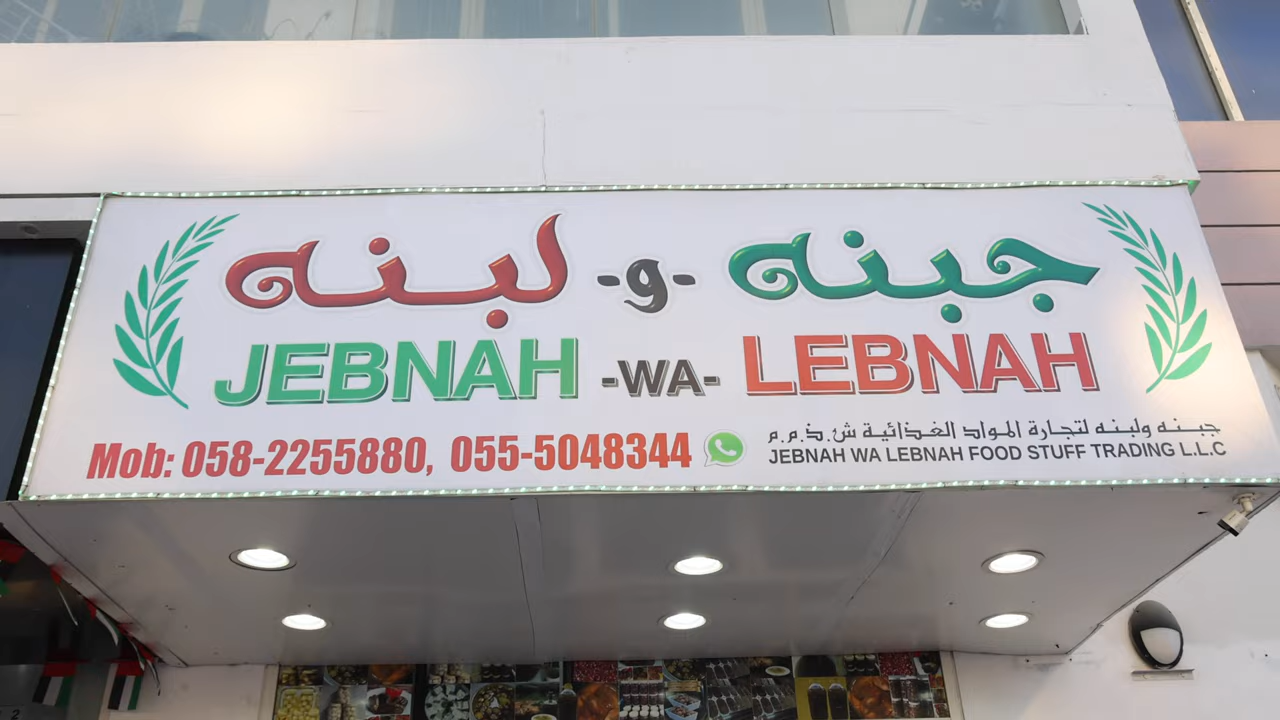 جبنه -و- لبنه
JEBNAH -WA- LEBNAH
Mob: 058-2255880, 055-5048344
جبنه ولبنه لتجارة المواد الغذائية ش.ذ.م.م
JEBNAH WA LEBNAH FOOD STUFF TRADING L.L.C
2